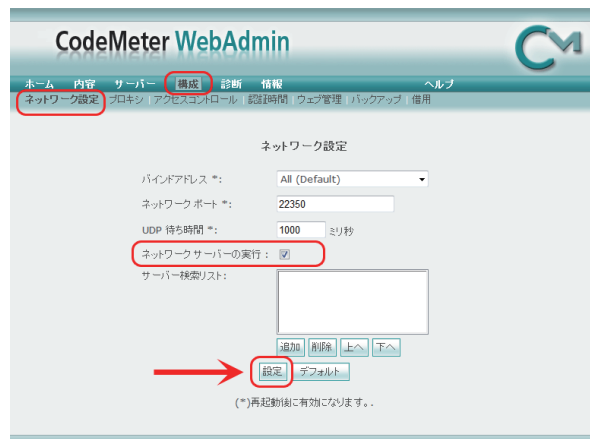 CodeMeter WebAdmin
ホーム 内容 サーバー 構成 診断 情報 ヘルプ
ネットワーク設定 | プロキシ | アクセスコントロール | 認証時間 | ウェブ管理 | バックアップ | 借用
ネットワーク設定
バインドアドレス *: All (Default)
ネットワーク ポート *: 22350
UDP 待ち時間 *: 1000 ミリ秒
ネットワーク サーバーの実行 :
サーバー検索リスト:
追加 削除 上へ 下へ
設定 デフォルト
(*)再起動後に有効になります。.